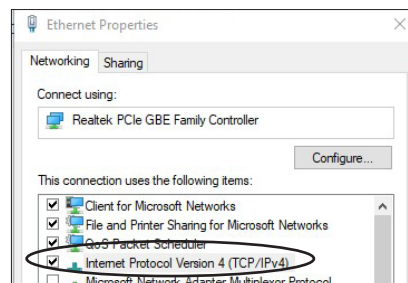 Ethernet Properties
Networking Sharing
Connect using:
Realtek PCIe GBE Family Controller
Configure...
This connection uses the following items:
Client for Microsoft Networks
File and Printer Sharing for Microsoft Networks
QoS Packet Scheduler
Internet Protocol Version 4 (TCP/IPv4)
Microsoft Network Adapter Multiplexor Protocol